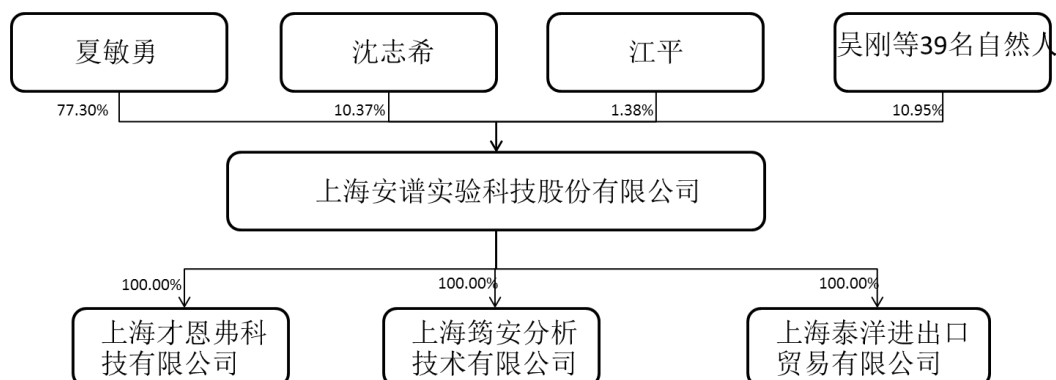 夏敏勇
沈志希
江平
吴刚等39名自然人
77.30%
10.37%
1.38%
10.95%
上海安谱实验科技股份有限公司
100.00%
100.00%
100.00%
上海才恩弗科
技有限公司
上海筠安分析
技术有限公司
上海泰洋进出口
贸易有限公司